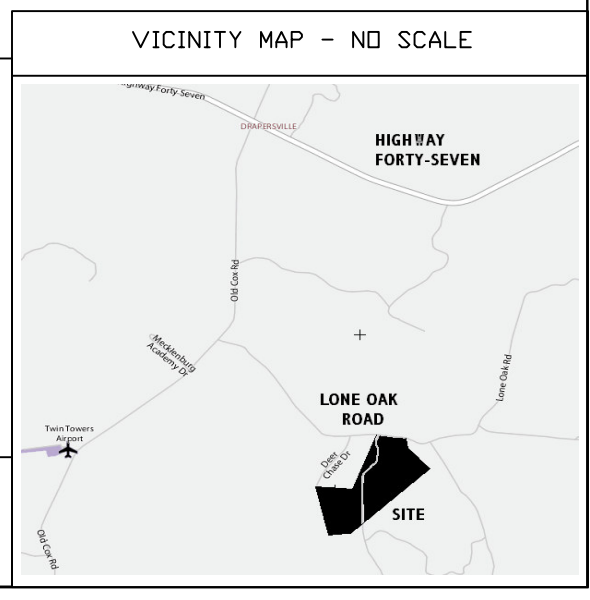 VICINITY MAP - NO SCALE
Highway Forty-Seven
DRAPERSVILLE
HIGHWAY
FORTY-SEVEN
Old Cox Rd
Mecklenburg
Academy Dr
Lone Oak Rd
LONE OAK
ROAD
Twin Towers
Airport
Deer
Chase Dr
SITE
Old Cox Rd